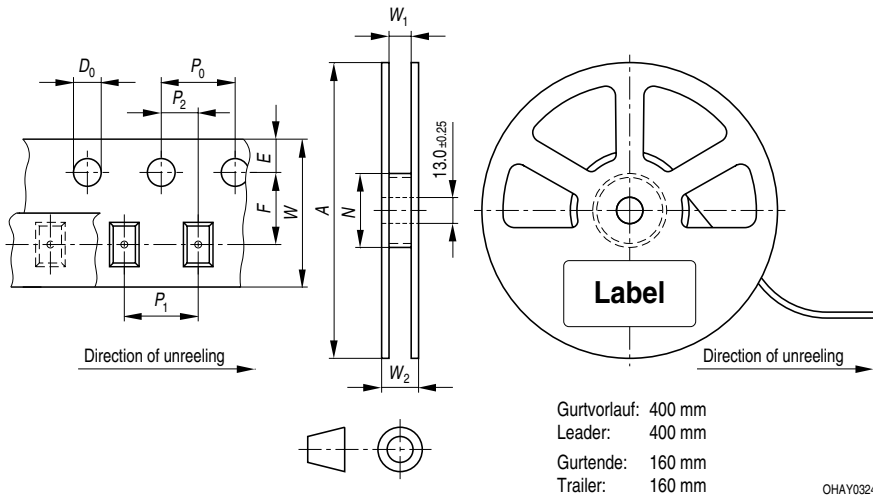 W1
D0
P0
P2
E
F
W
A
N
13.0±0.25
P1
W2
Label
Direction of unreeling
Direction of unreeling
Gurtvorlauf: 400 mm
Leader: 400 mm
Gurtende: 160 mm
Trailer: 160 mm
OHAY0324